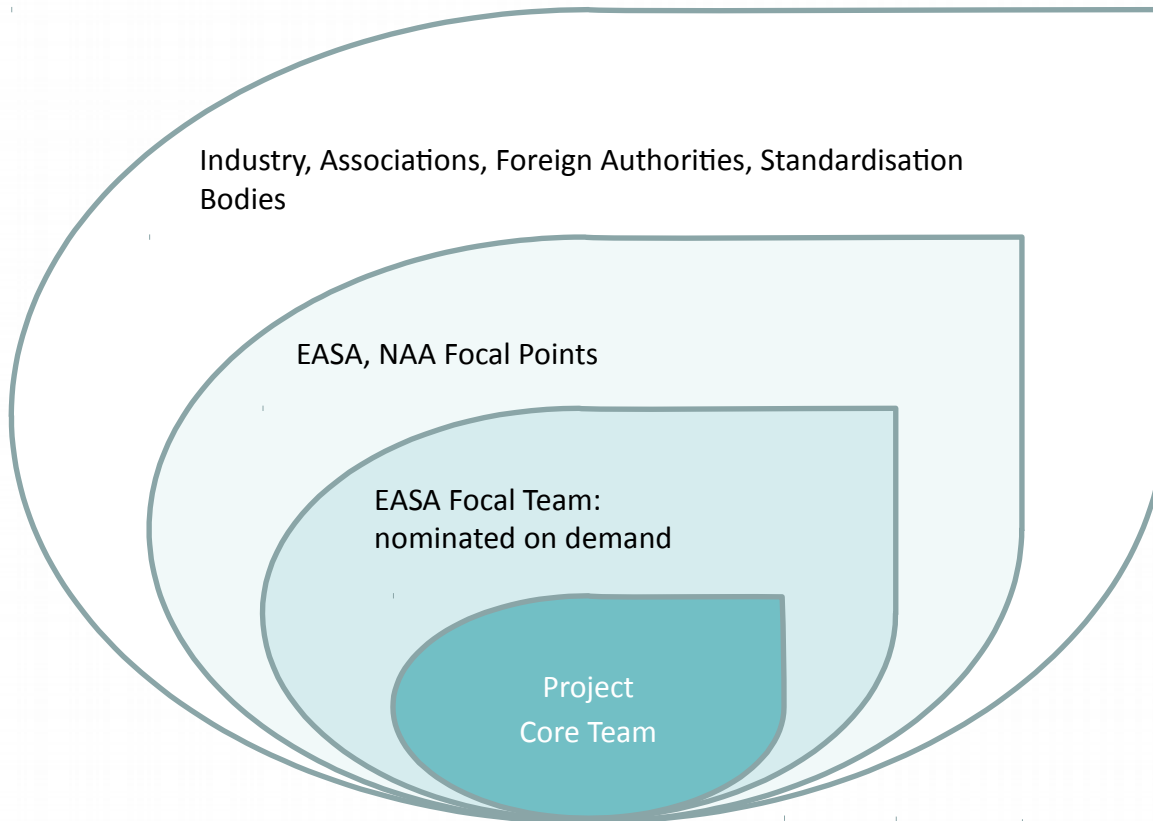 Industry, Associations, Foreign Authorities, Standardisation
Bodies
EASA, NAA Focal Points
EASA Focal Team:
nominated on demand
Project
Core Team